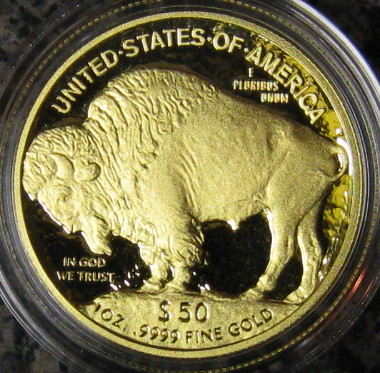 UNITED·STATES·OF·AMERICA
E
PLURIBUS
UNUM
IN GOD
WE TRUST
$50
1 OZ. .9999 FINE GOLD